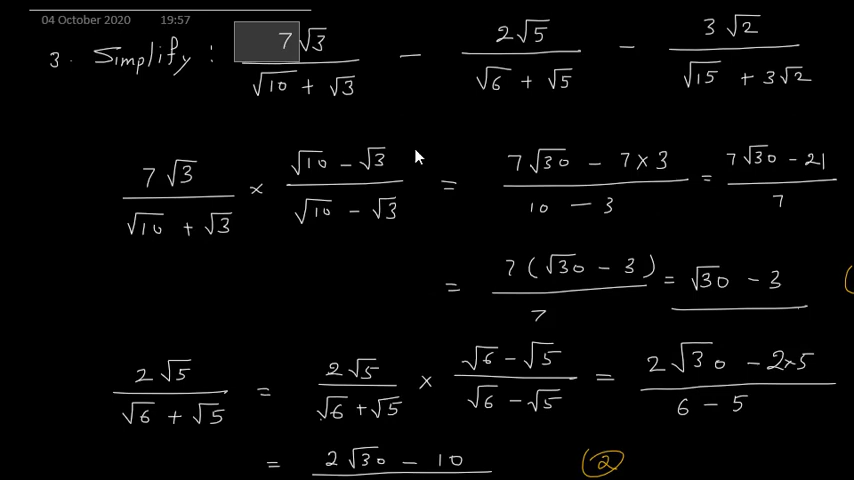 04 October 2020 19:57
3. Simplify : 7√3 / (√10 + √3) − 2√5 / (√6 + √5) − 3√2 / (√15 + 3√2)
7√3 / (√10 + √3) × (√10 − √3) / (√10 − √3) = (7√30 − 7×3) / (10 − 3) = (7√30 − 21) / 7
= 7(√30 − 3) / 7 = √30 − 3
2√5 / (√6 + √5) = 2√5 / (√6 + √5) × (√6 − √5) / (√6 − √5) = (2√30 − 2×5) / (6 − 5)
= 2√30 − 10 ②